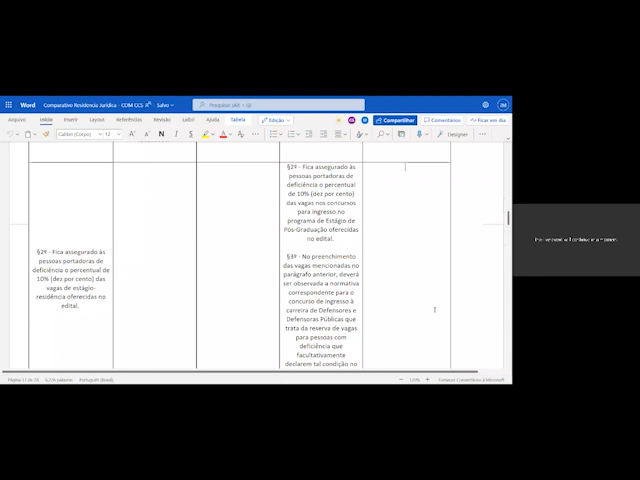 Word Comparativo Residencia Jurídica - COM CCS Salvo Pesquisar (Alt + G) JM
Arquivo Início Inserir Layout Referências Revisão Exibir Ajuda Tabela Edição Compartilhar Comentários Ficar em dia
Calibri (Corpo) 12 N I S Designer
§2º - Fica assegurado às
pessoas portadoras de
deficiência o percentual de
10% (dez por cento) das
vagas de estágio-
residência oferecidas no
edital.
§2º - Fica assegurado às
pessoas portadoras de
deficiência o percentual
de 10% (dez por cento)
das vagas nos concursos
para ingresso no
programa de Estágio de
Pós-Graduação oferecidas
no edital.
§3º - No preenchimento
das vagas mencionadas no
parágrafo anterior, deverá
ser observada a normativa
correspondente para o
concurso de ingresso à
carreira de Defensores e
Defensoras Públicas que
trata da reserva de vagas
para pessoas com
deficiência que
facultativamente
declarem tal condição no
Português (Brasil) Fornecer Comentários à Microsoft